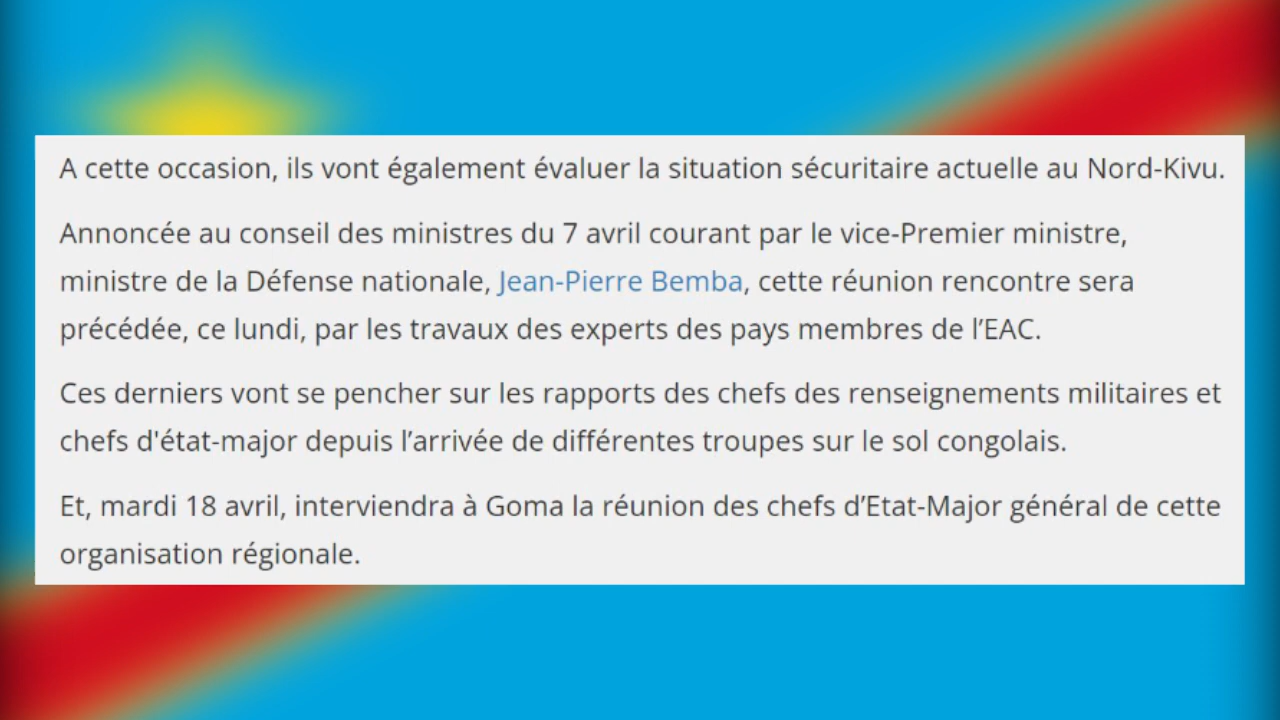 A cette occasion, ils vont également évaluer la situation sécuritaire actuelle au Nord-Kivu.
Annoncée au conseil des ministres du 7 avril courant par le vice-Premier ministre,
ministre de la Défense nationale, Jean-Pierre Bemba, cette réunion rencontre sera
précédée, ce lundi, par les travaux des experts des pays membres de l’EAC.
Ces derniers vont se pencher sur les rapports des chefs des renseignements militaires et
chefs d'état-major depuis l’arrivée de différentes troupes sur le sol congolais.
Et, mardi 18 avril, interviendra à Goma la réunion des chefs d’Etat-Major général de cette
organisation régionale.